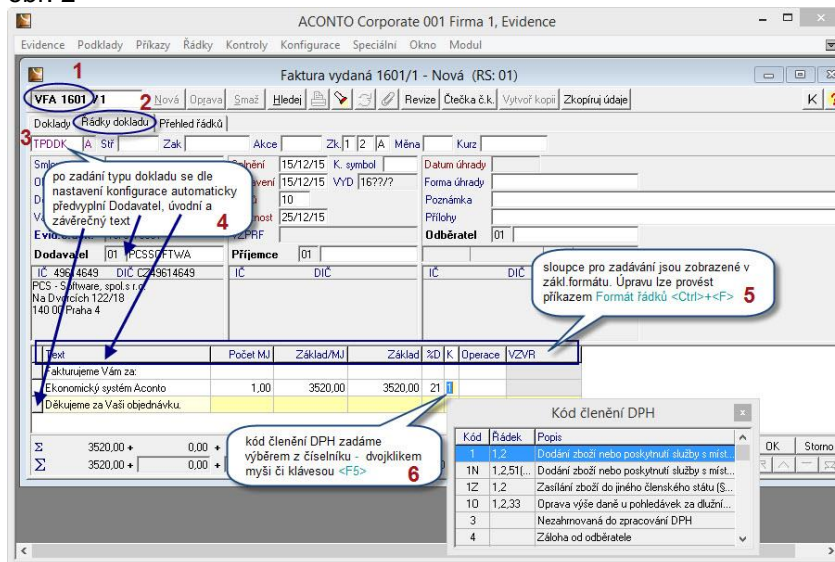 ACONTO Corporate 001 Firma 1, Evidence
Evidence Podklady Příkazy Řádky Kontroly Konfigurace Speciální Okno Modul
1
Faktura vydaná 1601/1 - Nová (RS: 01)
VFA 1601 /1 2 Nová Oprava Smaž Hledej Revize Čtečka č.k. Vytvoř kopii Zkopíruj údaje K ?
Doklady Řádky dokladu Přehled řádků
3 TPDDK A Stř Zak Akce Zk. 1 2 A Měna Kurz
15/12/15 K. symbol Datum úhrady
15/12/15 VYD 16??/? Forma úhrady
10 Poznámka
25/12/15 Přílohy
VZPRF Odběratel 01
po zadání typu dokladu se dle
nastavení konfigurace automaticky
předvyplní Dodavatel, úvodní a
závěrečný text 4
Dodavatel 01 PCSSOFTWA Příjemce 01
IČ 49614649 DIČ CZ49614649 IČ DIČ IČ DIČ
PCS - Software, spol.s r.o.
Na Dvorcích 122/18
140 00 Praha 4
sloupce pro zadávání jsou zobrazené v
zákl.formátu. Úpravu lze provést
příkazem Formát řádků <Ctrl>+<F> 5
Text Počet MJ Základ/MJ Základ %D K Operace VZVR
Fakturujeme Vám za:
Ekonomický systém Aconto 1,00 3520,00 3520,00 21 1
Děkujeme za Vaši objednávku.
Σ 3520,00 + 0,00 +
Σ 3520,00 + 0,00 +
kód členění DPH zadáme
výběrem z číselníku - dvojklikem
myši či klávesou <F5> 6
OK Storno
Kód členění DPH x
Kód Řádek Popis
1 1,2 Dodání zboží nebo poskytnutí služby s míst...
1N 1,2,51(... Dodání zboží nebo poskytnutí služby s míst...
1Z 1,2 Zasílání zboží do jiného členského státu (§...
10 1,2,33 Oprava výše daně u pohledávek za dlužní...
3 Nezahrnovaná do zpracování DPH
4 Záloha od odběratele